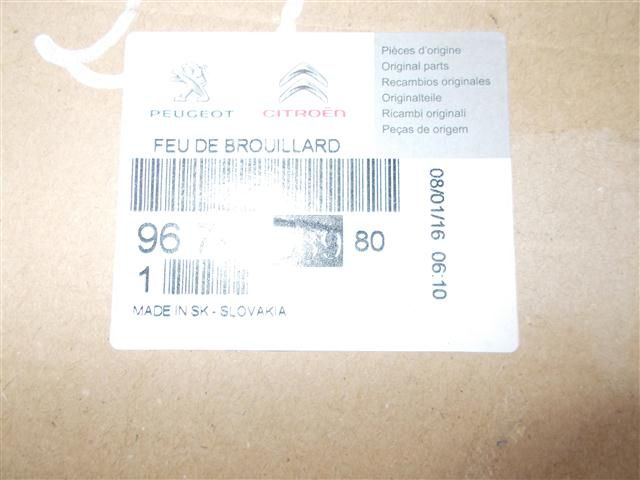 PEUGEOT
CITROËN
Pièces d'origine
Original parts
Recambios originales
Originalteile
Ricambi originali
Peças de origem
FEU DE BROUILLARD
96 80
1
MADE IN SK - SLOVAKIA
08/01/16 06:10